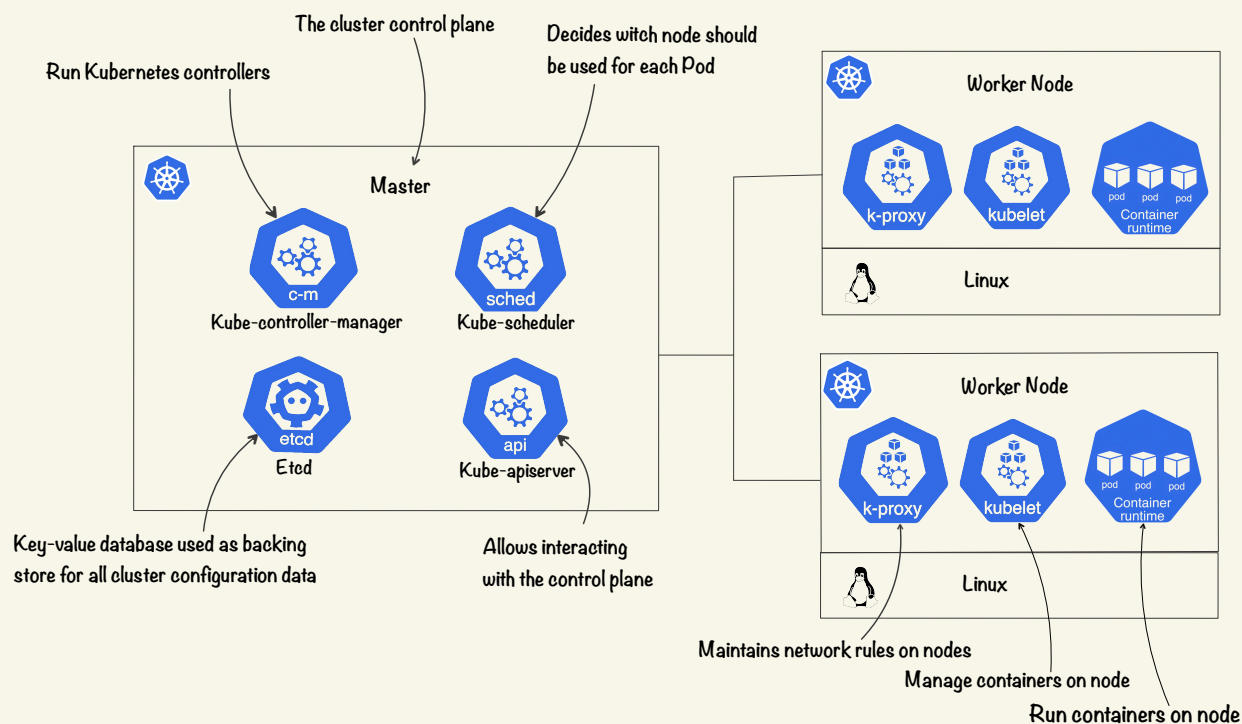 The cluster control plane
Decides witch node should
be used for each Pod
Run Kubernetes controllers
Master
c-m
Kube-controller-manager
sched
Kube-scheduler
etcd
Etcd
api
Kube-apiserver
Key-value database used as backing
store for all cluster configuration data
Allows interacting
with the control plane
Worker Node
k-proxy
kubelet
pod
pod
pod
Container
runtime
Linux
Worker Node
k-proxy
kubelet
pod
pod
pod
Container
runtime
Linux
Maintains network rules on nodes
Manage containers on node
Run containers on node